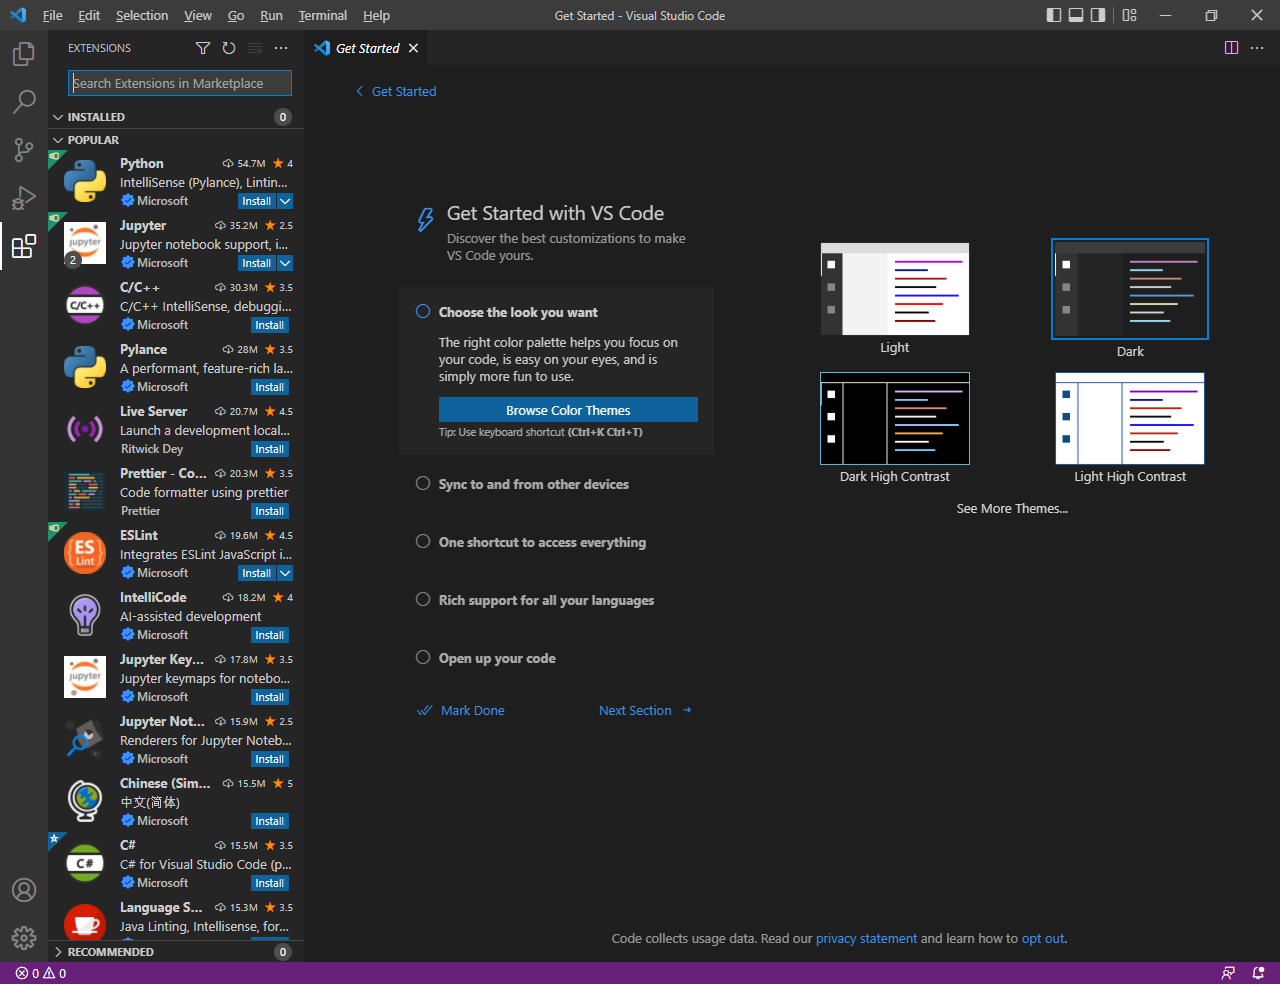 File Edit Selection View Go Run Terminal Help
Get Started - Visual Studio Code
EXTENSIONS
Get Started
Search Extensions in Marketplace
Get Started
INSTALLED 0
POPULAR
Python 54.7M 4
IntelliSense (Pylance), Lintin...
Microsoft Install
Jupyter 35.2M 2.5
Jupyter notebook support, i...
2 Microsoft Install
C/C++ 30.3M 3.5
C/C++ IntelliSense, debuggi...
Microsoft Install
Pylance 28M 3.5
A performant, feature-rich la...
Microsoft Install
Live Server 20.7M 4.5
Launch a development local...
Ritwick Dey Install
Prettier - Co... 20.3M 3.5
Code formatter using prettier
Prettier Install
ESLint 19.6M 4.5
Integrates ESLint JavaScript i...
Microsoft Install
IntelliCode 18.2M 4
AI-assisted development
Microsoft Install
Jupyter Key... 17.8M 3.5
Jupyter keymaps for notebo...
Microsoft Install
Jupyter Not... 15.9M 2.5
Renderers for Jupyter Noteb...
Microsoft Install
Chinese (Sim... 15.5M 5
中文(简体)
Microsoft Install
C# 15.5M 3.5
C# for Visual Studio Code (p...
Microsoft Install
Language S... 15.3M 3.5
Java Linting, Intellisense, for...
RECOMMENDED 0
jupyter
C/C++
ES
Lint
jupyter
C#
Get Started with VS Code
Discover the best customizations to make
VS Code yours.
Choose the look you want
The right color palette helps you focus on
your code, is easy on your eyes, and is
simply more fun to use.
Browse Color Themes
Tip: Use keyboard shortcut (Ctrl+K Ctrl+T)
Sync to and from other devices
One shortcut to access everything
Rich support for all your languages
Open up your code
Mark Done
Next Section
Light
Dark
Dark High Contrast
Light High Contrast
See More Themes...
Code collects usage data. Read our privacy statement and learn how to opt out.
0 0